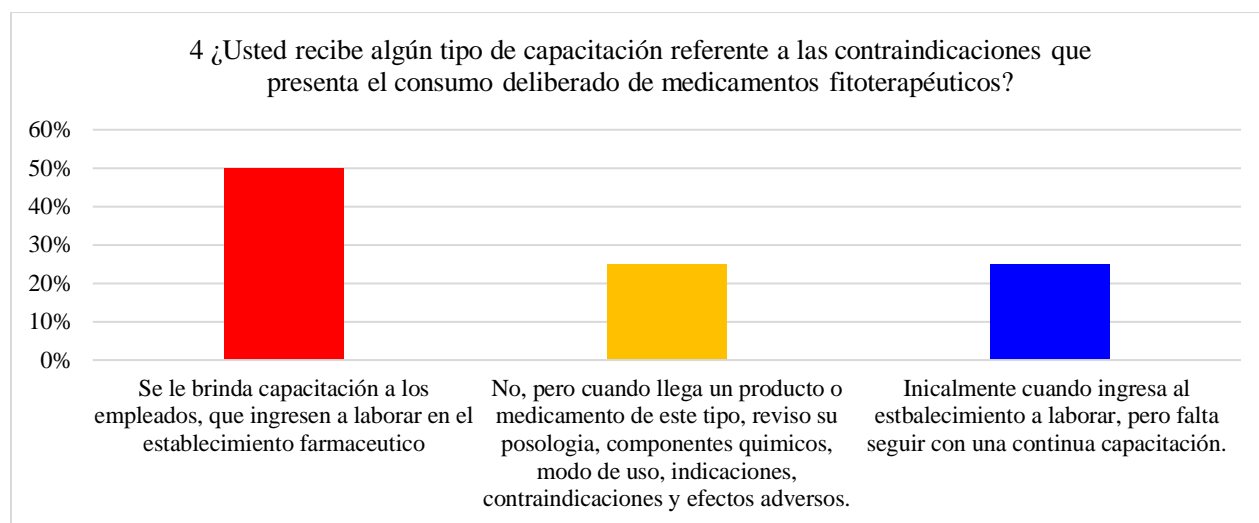 4 ¿Usted recibe algún tipo de capacitación referente a las contraindicaciones que
presenta el consumo deliberado de medicamentos fitoterapéuticos?
60%
50%
40%
30%
20%
10%
0%
Se le brinda capacitación a los
empleados, que ingresen a laborar en el
establecimiento farmaceutico
No, pero cuando llega un producto o
medicamento de este tipo, reviso su
posologia, componentes quimicos,
modo de uso, indicaciones,
contraindicaciones y efectos adversos.
Inicalmente cuando ingresa al
estbalecimiento a laborar, pero falta
seguir con una continua capacitación.